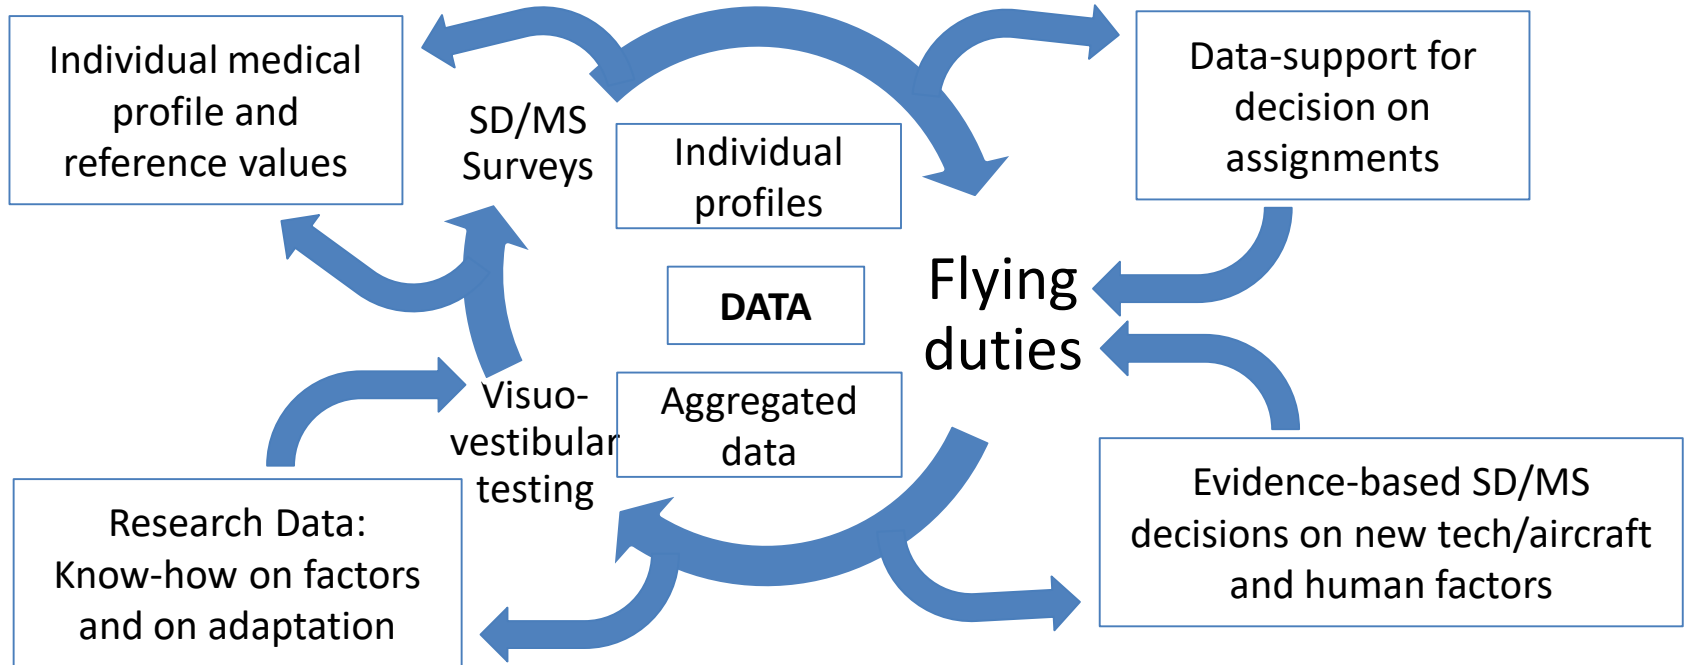 Individual medical
profile and
reference values
SD/MS
Surveys
Individual
profiles
Data-support for
decision on
assignments
DATA
Flying
duties
Visuo-
vestibular
testing
Aggregated
data
Research Data:
Know-how on factors
and on adaptation
Evidence-based SD/MS
decisions on new tech/aircraft
and human factors